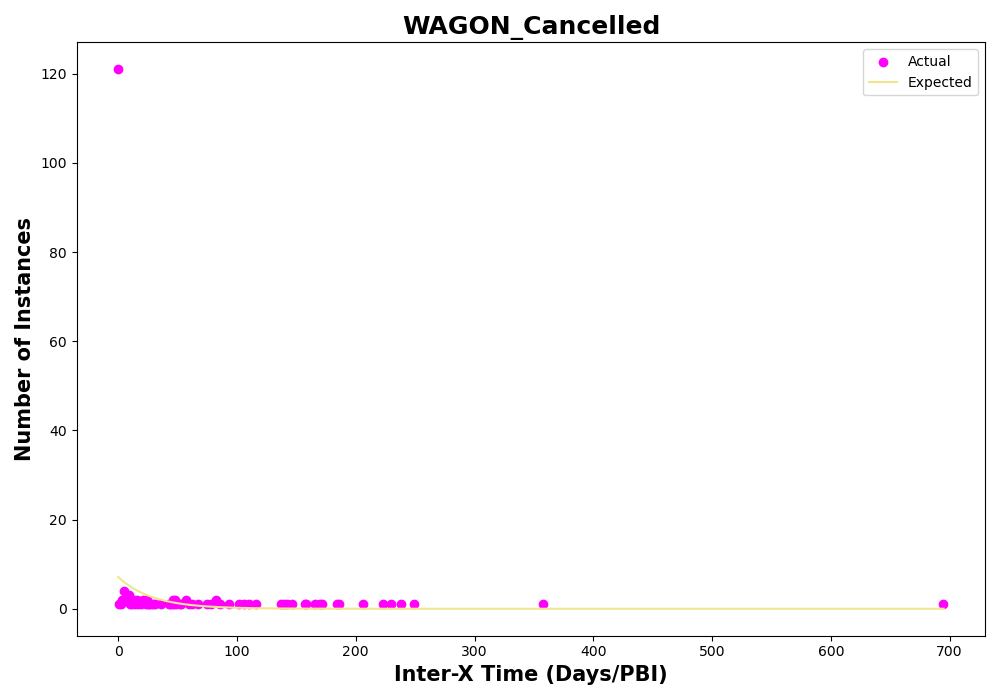 WAGON_Cancelled
Actual
Expected
Number of Instances
120
100
80
60
40
20
0
0 100 200 300 400 500 600 700
Inter-X Time (Days/PBI)